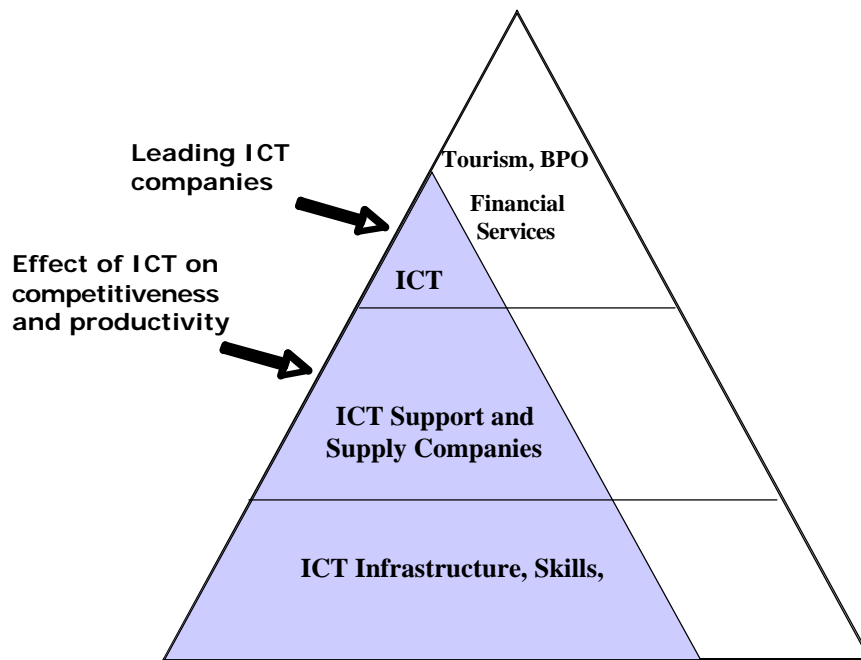 Leading ICT
companies
Tourism, BPO
Financial
Services
Effect of ICT on
competitiveness
and productivity
ICT
ICT Support and
Supply Companies
ICT Infrastructure, Skills,